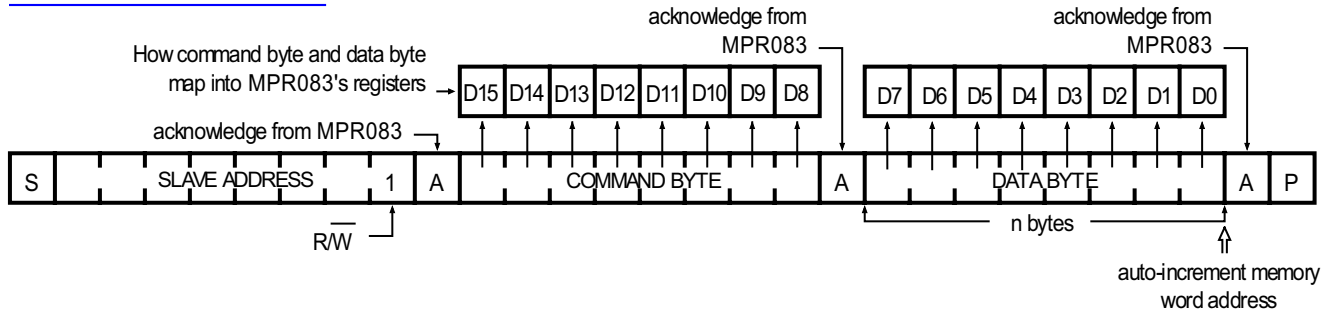 acknowledge from
MPR083
acknowledge from
MPR083
How command byte and data byte
map into MPR083's registers
D15 D14 D13 D12 D11 D10 D9 D8
D7 D6 D5 D4 D3 D2 D1 D0
acknowledge from MPR083
S SLAVE ADDRESS 1 A COMMAND BYTE A DATA BYTE A P
R/W̅
n bytes
auto-increment memory
word address